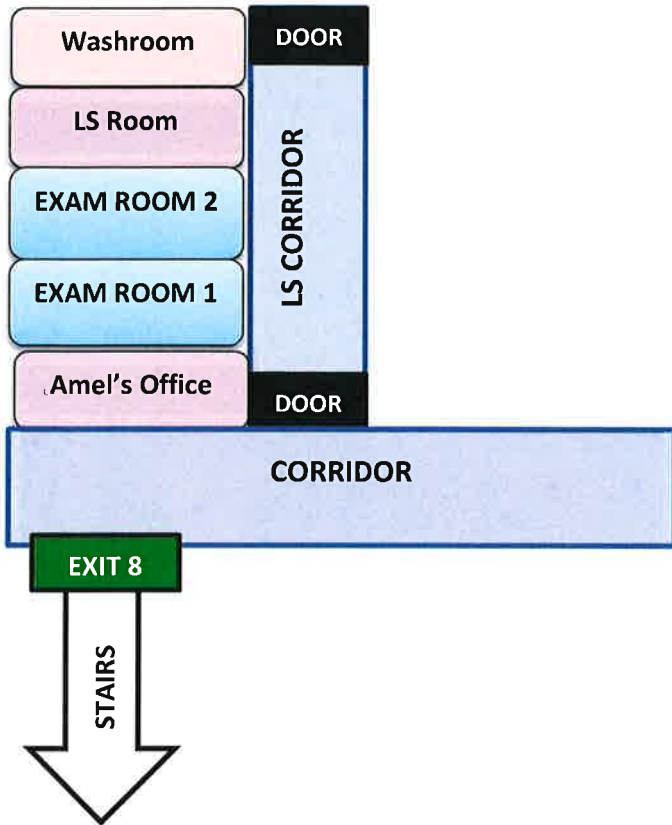 Washroom
DOOR
LS Room
EXAM ROOM 2
LS CORRIDOR
EXAM ROOM 1
Amel's Office
DOOR
CORRIDOR
EXIT 8
STAIRS